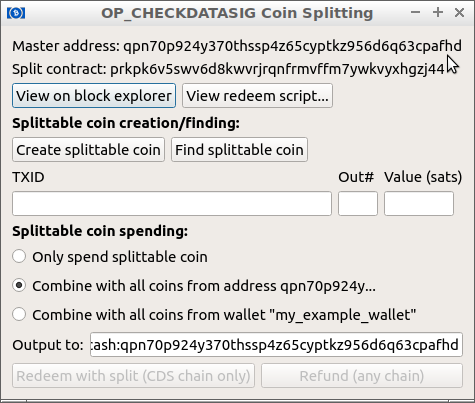 OP_CHECKDATASIG Coin Splitting
Master address: qpn70p924y370thssp4z65cyptkz956d6q63cpafhd
Split contract: prkpk6v5swv6d8kwvrjrqnfrmvffm7ywkvyxhgzj44
View on block explorer View redeem script...
Splittable coin creation/finding:
Create splittable coin Find splittable coin
TXID Out# Value (sats)
Splittable coin spending:
Only spend splittable coin
Combine with all coins from address qpn70p924y...
Combine with all coins from wallet "my_example_wallet"
Output to: cash:qpn70p924y370thssp4z65cyptkz956d6q63cpafhd
Redeem with split (CDS chain only) Refund (any chain)